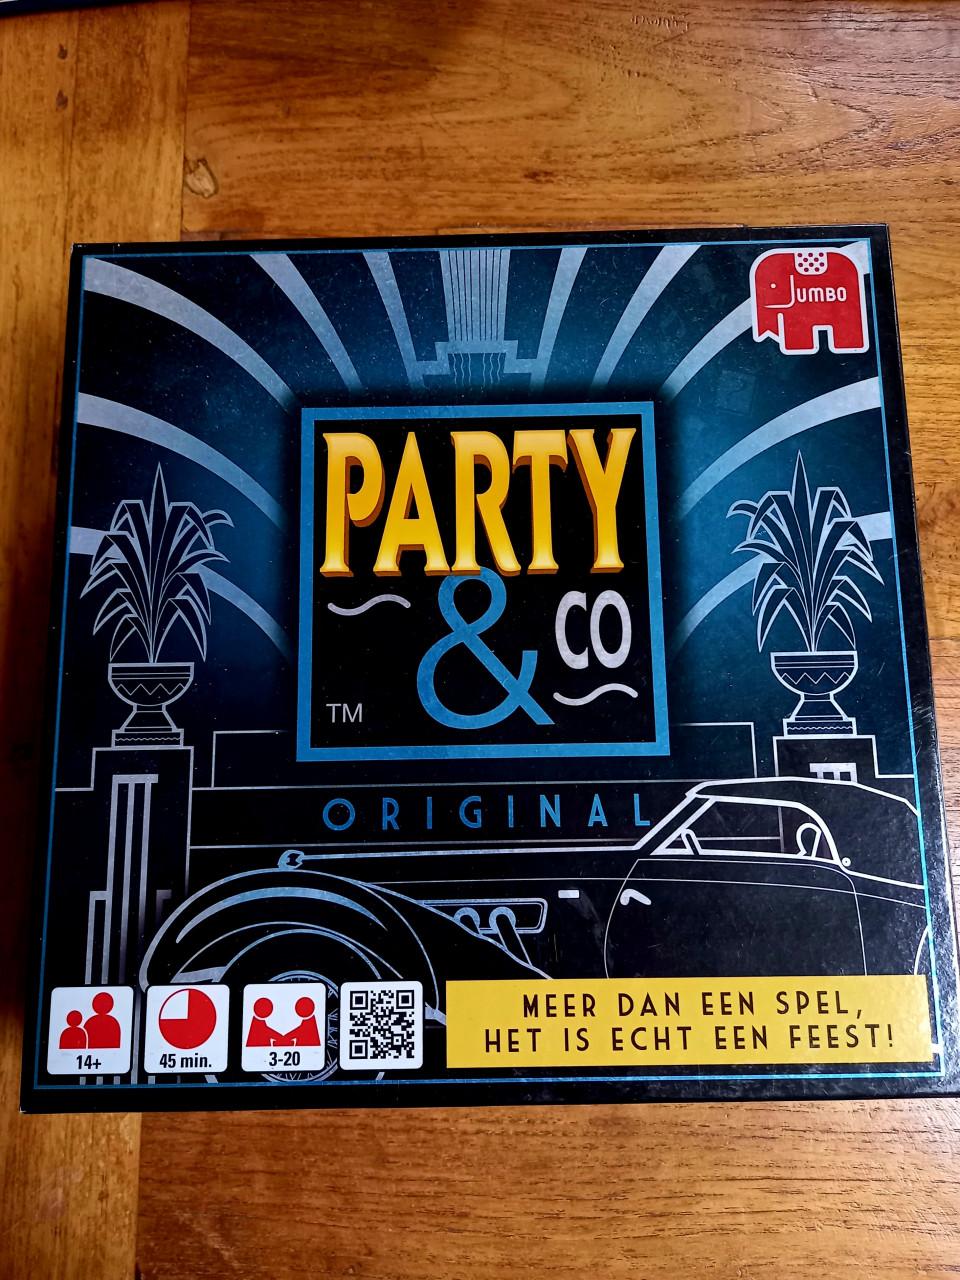 JUMBO
PARTY
& CO
TM
ORIGINAL
MEER DAN EEN SPEL,
HET IS ECHT EEN FEEST!
14+
45 min.
3-20